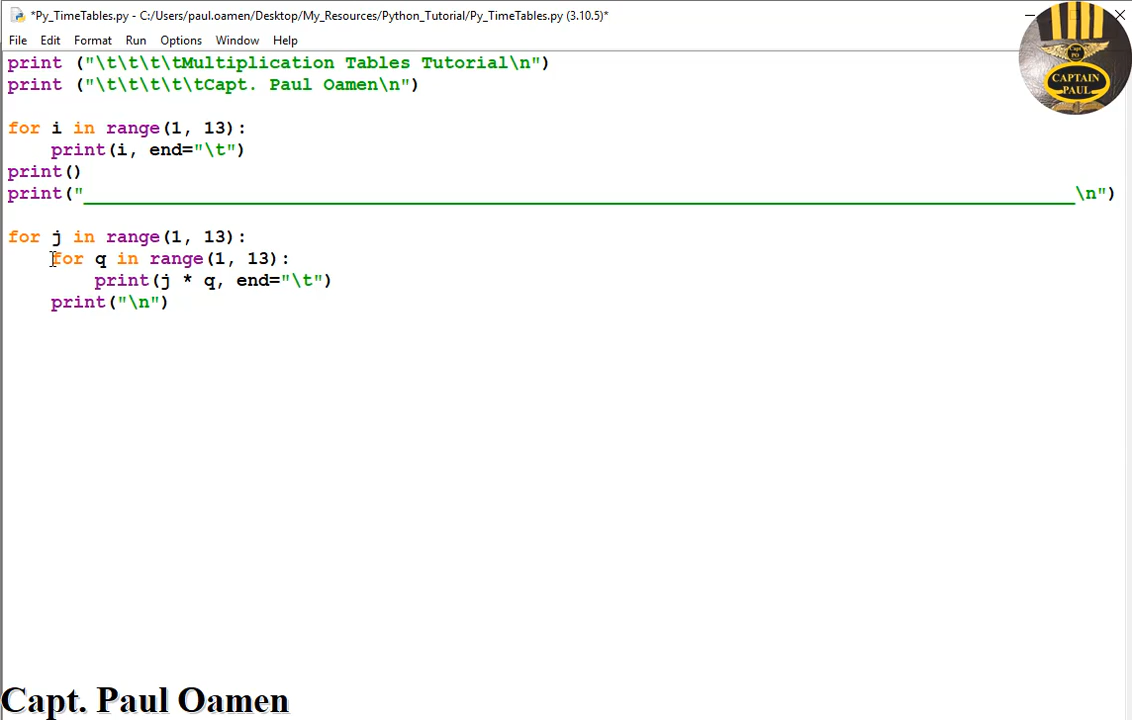 *Py_TimeTables.py - C:/Users/paul.oamen/Desktop/My_Resources/Python_Tutorial/Py_TimeTables.py (3.10.5)*
File Edit Format Run Options Window Help
print ("\t\t\t\tMultiplication Tables Tutorial\n")
print ("\t\t\t\t\tCapt. Paul Oamen\n")
for i in range(1, 13):
    print(i, end="\t")
print()
print("____________________________________________________________________________________________\n")
for j in range(1, 13):
    for q in range(1, 13):
        print(j * q, end="\t")
    print("\n")
CAPTAIN
PAUL
Capt. Paul Oamen